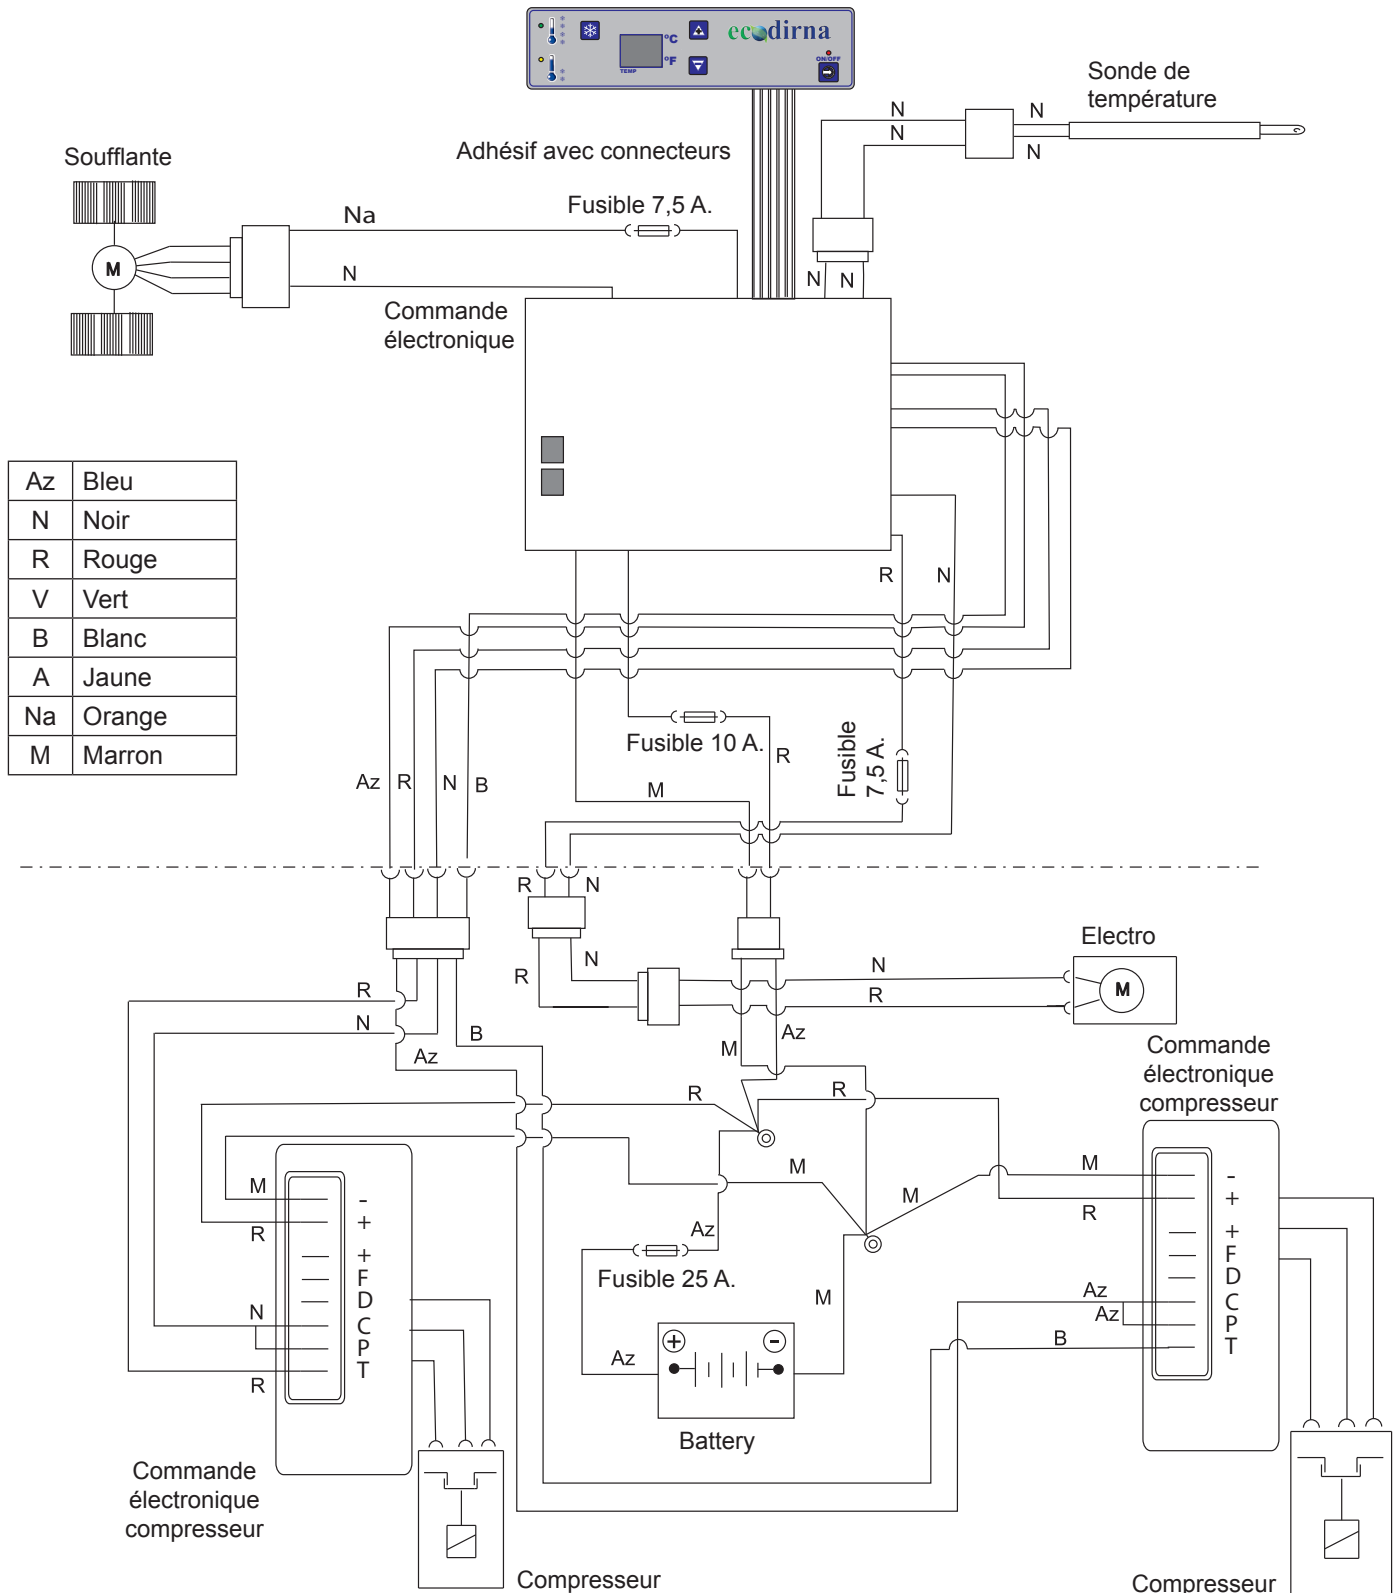 °C
°F
TEMP
ecodirna
ON/OFF
Sonde de
température
N
N
N
N
Adhésif avec connecteurs
Soufflante
Fusible 7,5 A.
Na
N
M
N
N
Commande
électronique
Az Bleu
N Noir
R Rouge
V Vert
B Blanc
A Jaune
Na Orange
M Marron
R
N
Fusible 10 A.
Fusible
7,5 A.
Az
R
N
B
M
R
R
N
Electro
N
R
N
R
M
R
N
B
Az
M
Az
Commande
électronique
compresseur
R
R
M
M
M
R
Az
Fusible 25 A.
M
Az
+
-
Battery
M
R
N
R
-
+
+
F
D
C
P
T
M
R
Az
Az
B
-
+
+
F
D
C
P
T
Commande
électronique
compresseur
Compresseur
Compresseur